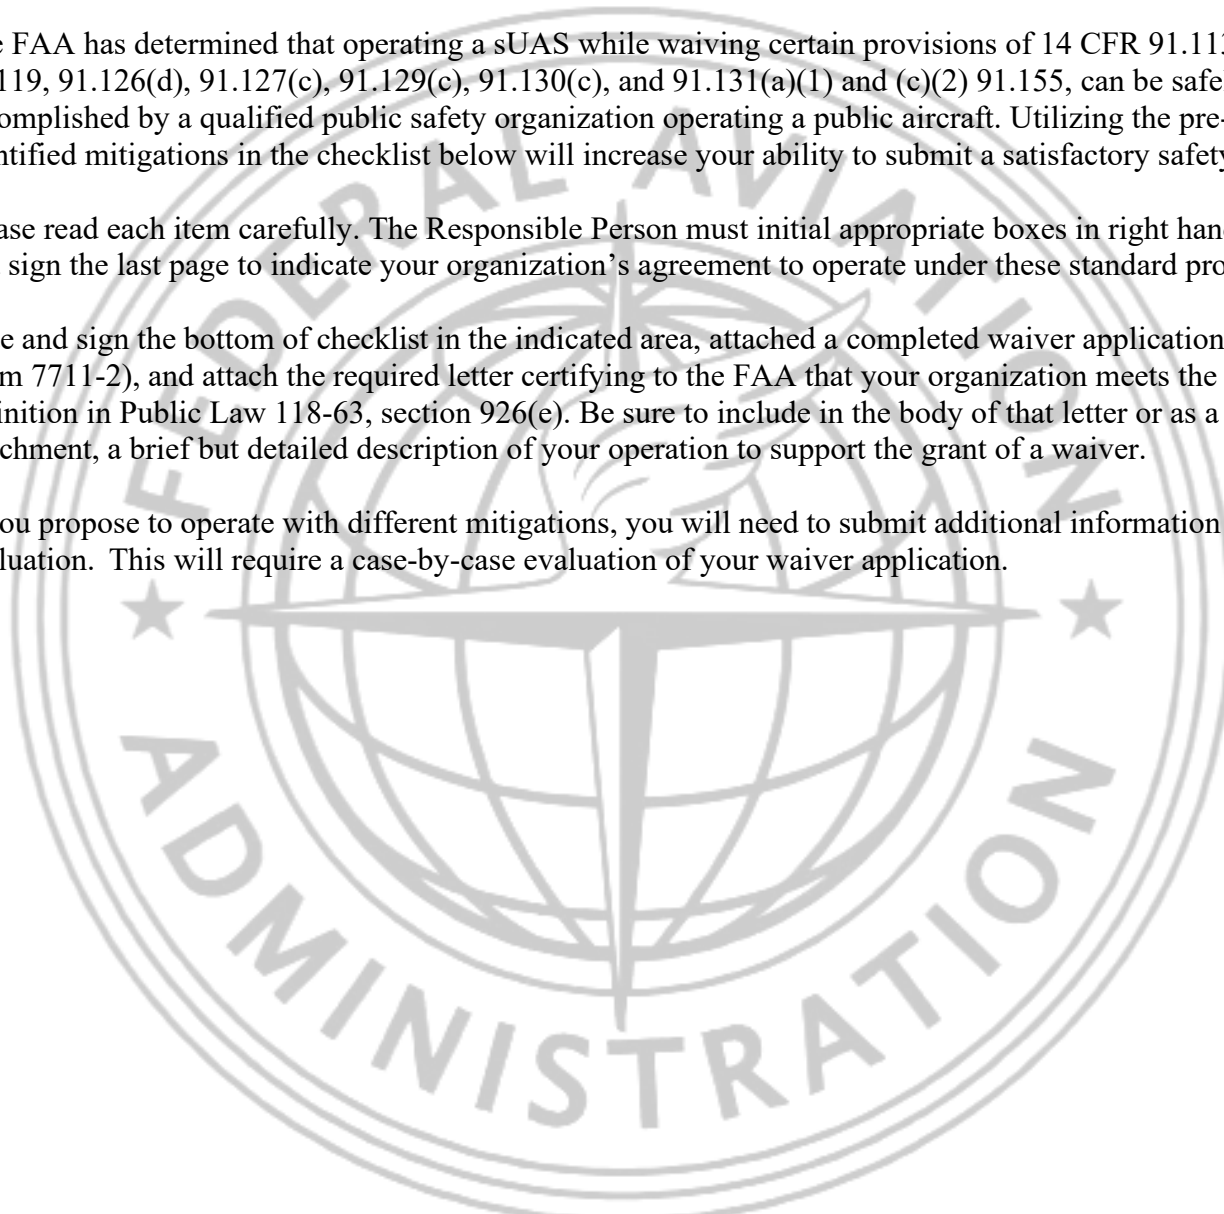 FAA has determined that operating a sUAS while waiving certain provisions of 14 CFR 91.113
119, 91.126(d), 91.127(c), 91.129(c), 91.130(c), and 91.131(a)(1) and (c)(2) 91.155, can be safel
omplished by a qualified public safety organization operating a public aircraft. Utilizing the pre-
ntified mitigations in the checklist below will increase your ability to submit a satisfactory safety
ase read each item carefully. The Responsible Person must initial appropriate boxes in right han
sign the last page to indicate your organization’s agreement to operate under these standard pro
e and sign the bottom of checklist in the indicated area, attached a completed waiver application
m 7711-2), and attach the required letter certifying to the FAA that your organization meets the
inition in Public Law 118-63, section 926(e). Be sure to include in the body of that letter or as a
chment, a brief but detailed description of your operation to support the grant of a waiver.
ou propose to operate with different mitigations, you will need to submit additional information
luation.  This will require a case-by-case evaluation of your waiver application.
FEDERAL AVIATION
ADMINISTRATION